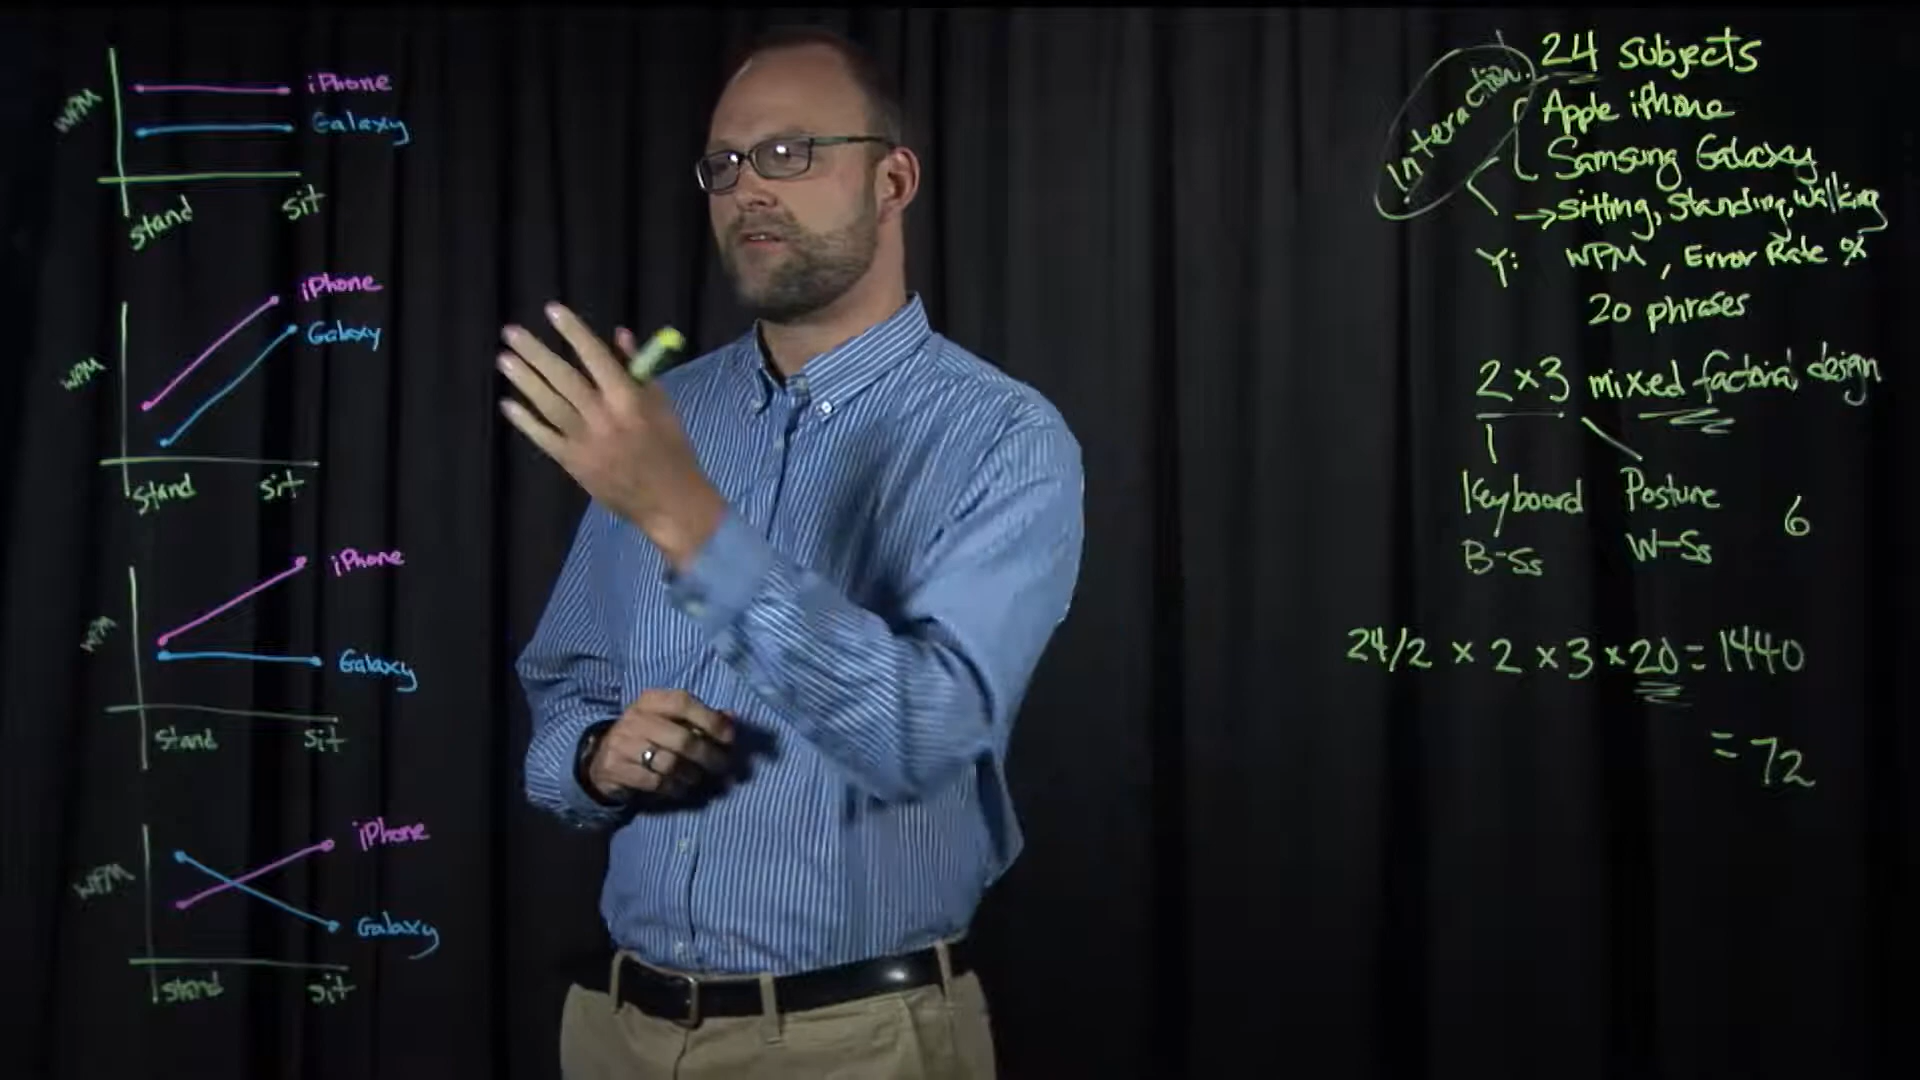 iPhone
WPM
Galaxy
stand sit
iPhone
Galaxy
WPM
stand sit
iPhone
WPM
Galaxy
stand sit
iPhone
WPM
Galaxy
stand sit
Interaction
24 subjects
Apple iPhone
Samsung Galaxy
→sitting, standing, walking
Y: WPM, Error Rate %
20 phrases
2×3 mixed factorial design
Keyboard Posture 6
B-Ss W-Ss
24/2 × 2 × 3 × 20 = 1440
= 72